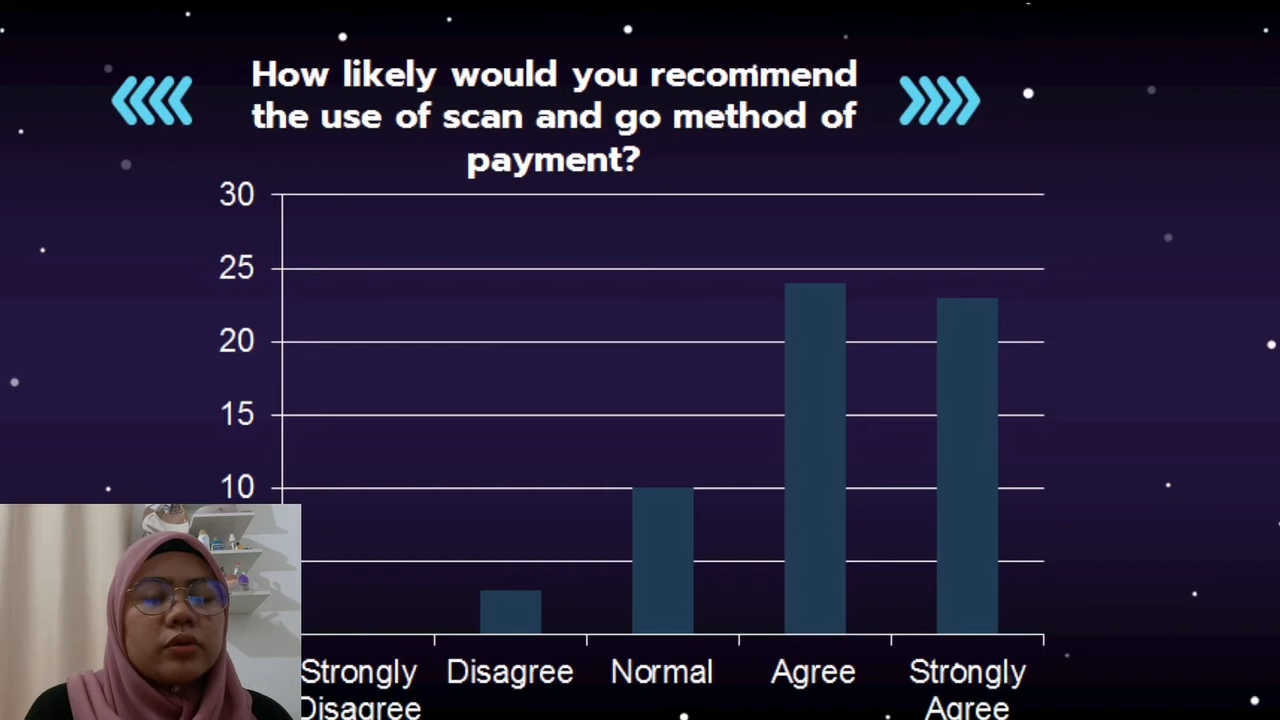 How likely would you recommend
the use of scan and go method of
payment?
30
25
20
15
10
Strongly Disagree Normal Agree Strongly
Disagree Agree